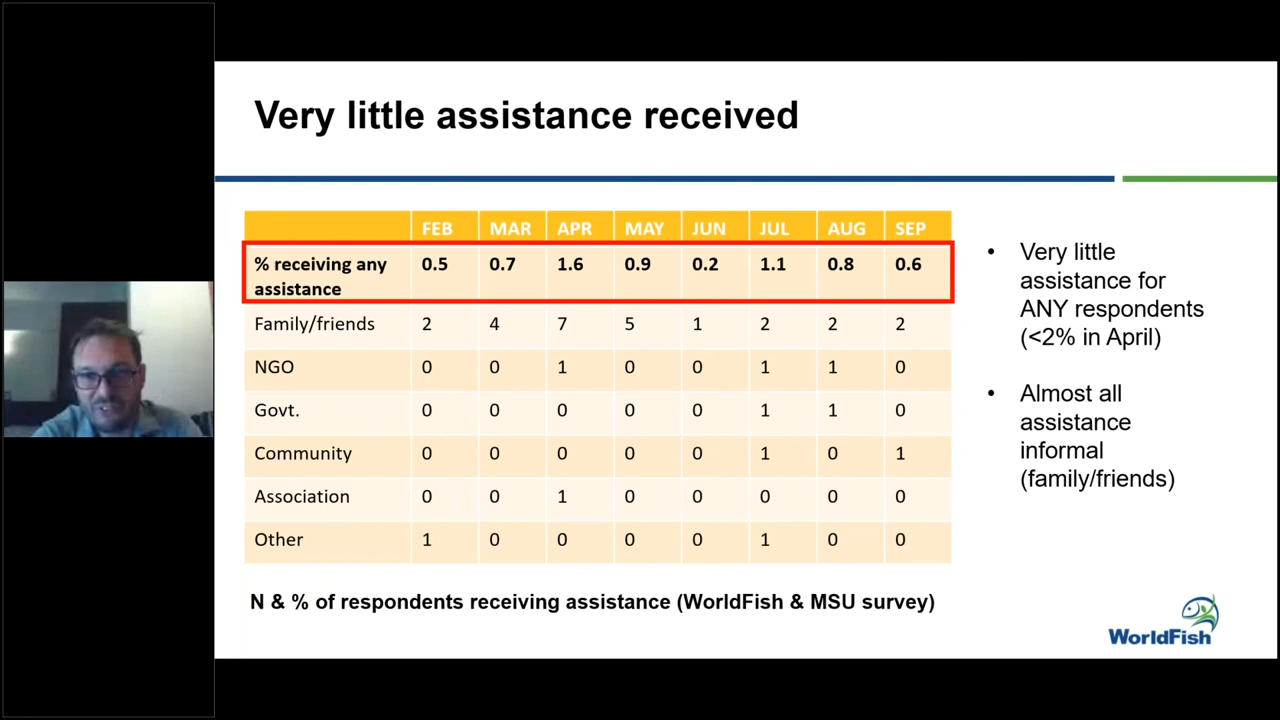 Very little assistance received
FEB MAR APR MAY JUN JUL AUG SEP
% receiving any assistance 0.5 0.7 1.6 0.9 0.2 1.1 0.8 0.6
Family/friends 2 4 7 5 1 2 2 2
NGO 0 0 1 0 0 1 1 0
Govt. 0 0 0 0 0 1 1 0
Community 0 0 0 0 0 1 0 1
Association 0 0 1 0 0 0 0 0
Other 1 0 0 0 0 1 0 0
• Very little
assistance for
ANY respondents
(<2% in April)
• Almost all
assistance
informal
(family/friends)
N & % of respondents receiving assistance (WorldFish & MSU survey)
WorldFish